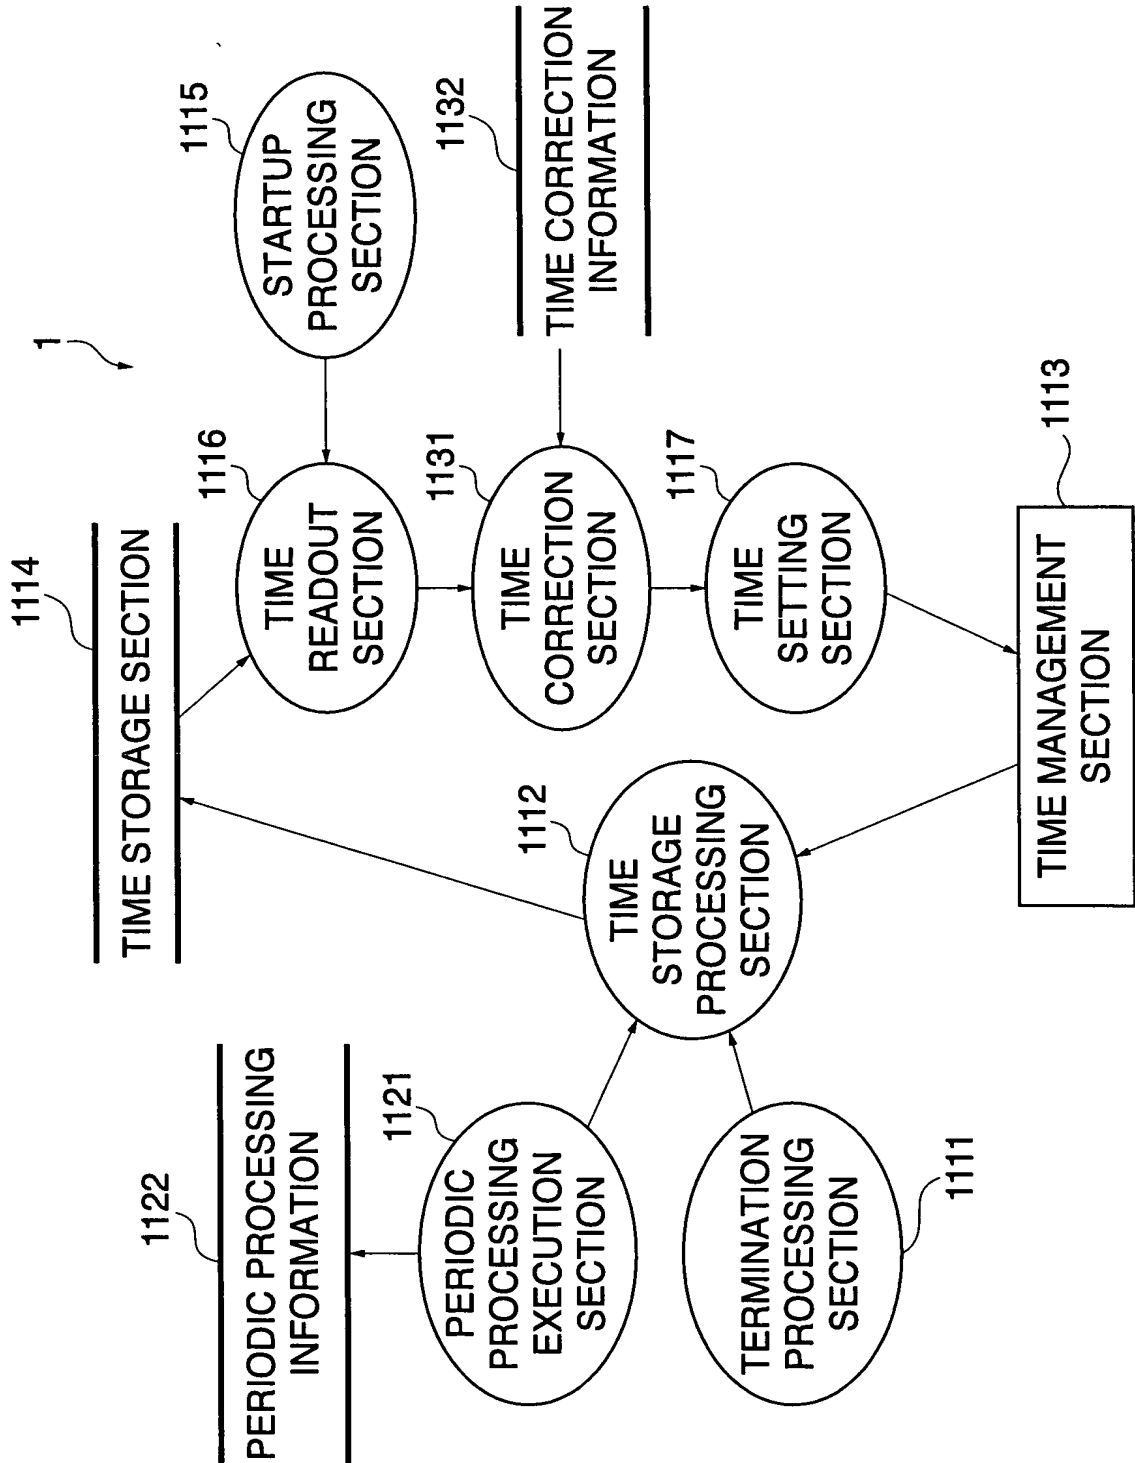 1
1114
TIME STORAGE SECTION
1115
STARTUP
PROCESSING
SECTION
1116
TIME
READOUT
SECTION
1132
TIME CORRECTION
INFORMATION
1131
TIME
CORRECTION
SECTION
1117
TIME
SETTING
SECTION
1113
TIME MANAGEMENT
SECTION
1112
TIME
STORAGE
PROCESSING
SECTION
1122
PERIODIC PROCESSING
INFORMATION
1121
PERIODIC
PROCESSING
EXECUTION
SECTION
TERMINATION
PROCESSING
SECTION
1111